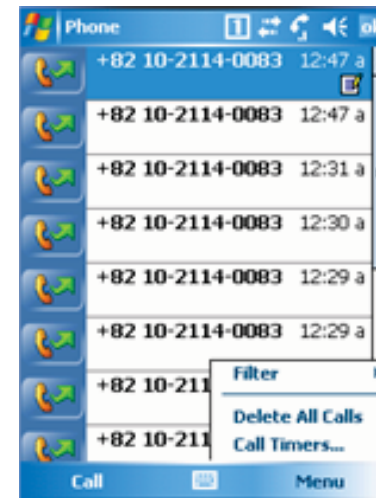 Phone 1 ok
+82 10-2114-0083 12:47 a
+82 10-2114-0083 12:47 a
+82 10-2114-0083 12:31 a
+82 10-2114-0083 12:30 a
+82 10-2114-0083 12:29 a
+82 10-2114-0083 12:29 a
+82 10-211
+82 10-211
Filter
Delete All Calls
Call Timers...
Call Menu